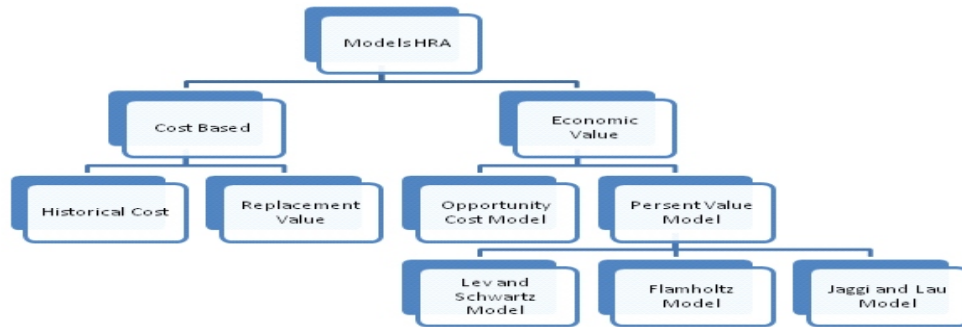 Models HRA
Cost Based
Economic
Value
Historical Cost
Replacement
Value
Opportunity
Cost Model
Persent Value
Model
Lev and
Schwartz
Model
Flamholtz
Model
Jaggi and Lau
Model